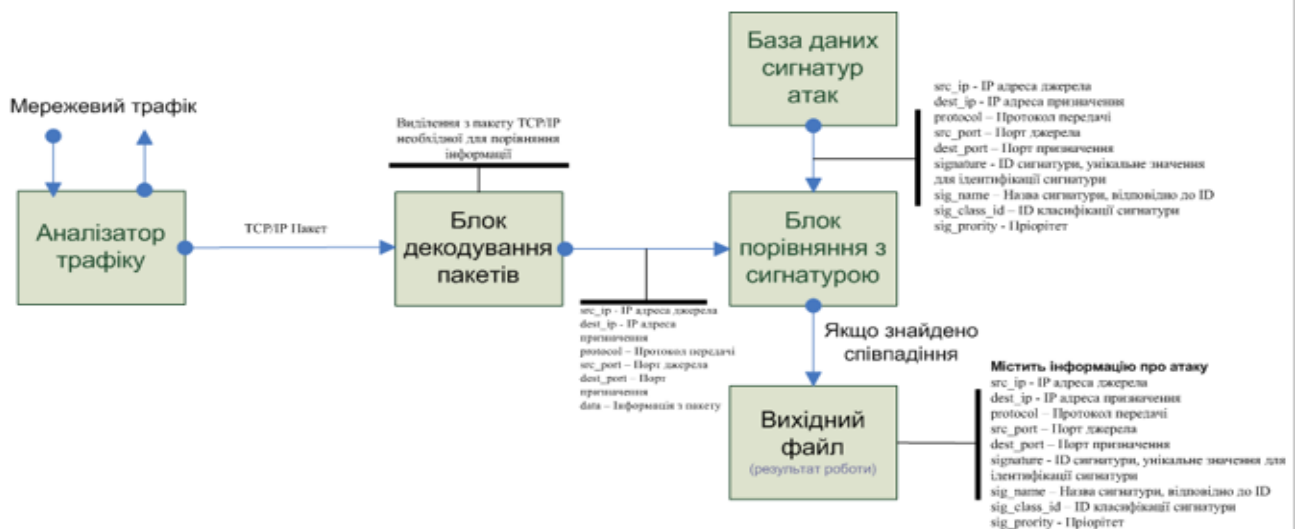 Мережевий трафік
Аналізатор
трафіку
TCP/IP Пакет
Виділення з пакету TCP/IP
необхідної для порівняння
інформації
Блок
декодування
пакетів
src_ip - IP адреса джерела
dest_ip - IP адреса
призначення
protocol – Протокол передачі
src_port – Порт джерела
dest_port – Порт
призначення
data – Інформація з пакету
База даних
сигнатур
атак
src_ip - IP адреса джерела
dest_ip - IP адреса призначення
protocol – Протокол передачі
src_port – Порт джерела
dest_port – Порт призначення
signature - ID сигнатури, унікальне значення
для ідентифікації сигнатури
sig_name – Назва сигнатури, відповідно до ID
sig_class_id – ID класифікації сигнатури
sig_prority - Пріорітет
Блок
порівняння з
сигнатурою
Якщо знайдено
співпадіння
Вихідний
файл
(результат роботи)
Містить інформацію про атаку
src_ip - IP адреса джерела
dest_ip - IP адреса призначення
protocol – Протокол передачі
src_port – Порт джерела
dest_port – Порт призначення
signature - ID сигнатури, унікальне значення для
ідентифікації сигнатури
sig_name – Назва сигнатури, відповідно до ID
sig_class_id – ID класифікації сигнатури
sig_prority - Пріорітет